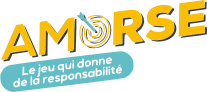 AMORSE
Le jeu qui donne
de la responsabilité